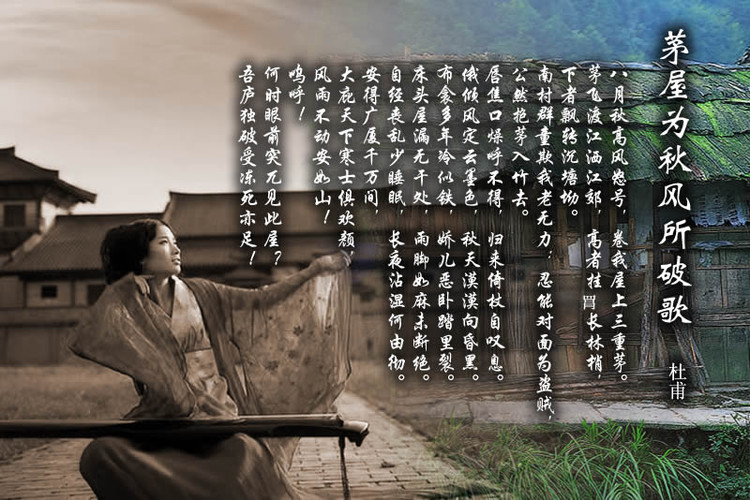 茅屋为秋风所破歌
杜甫
八月秋高风怒号，卷我屋上三重茅。
茅飞渡江洒江郊，高者挂罥长林梢，
下者飘转沉塘坳。
南村群童欺我老无力，忍能对面为盗贼，
公然抱茅入竹去。
唇焦口燥呼不得，归来倚杖自叹息。
俄顷风定云墨色，秋天漠漠向昏黑。
布衾多年冷似铁，娇儿恶卧踏里裂。
床头屋漏无干处，雨脚如麻未断绝。
自经丧乱少睡眠，长夜沾湿何由彻。
安得广厦千万间，
大庇天下寒士俱欢颜，
风雨不动安如山！
呜呼！
何时眼前突兀见此屋？
吾庐独破受冻死亦足！